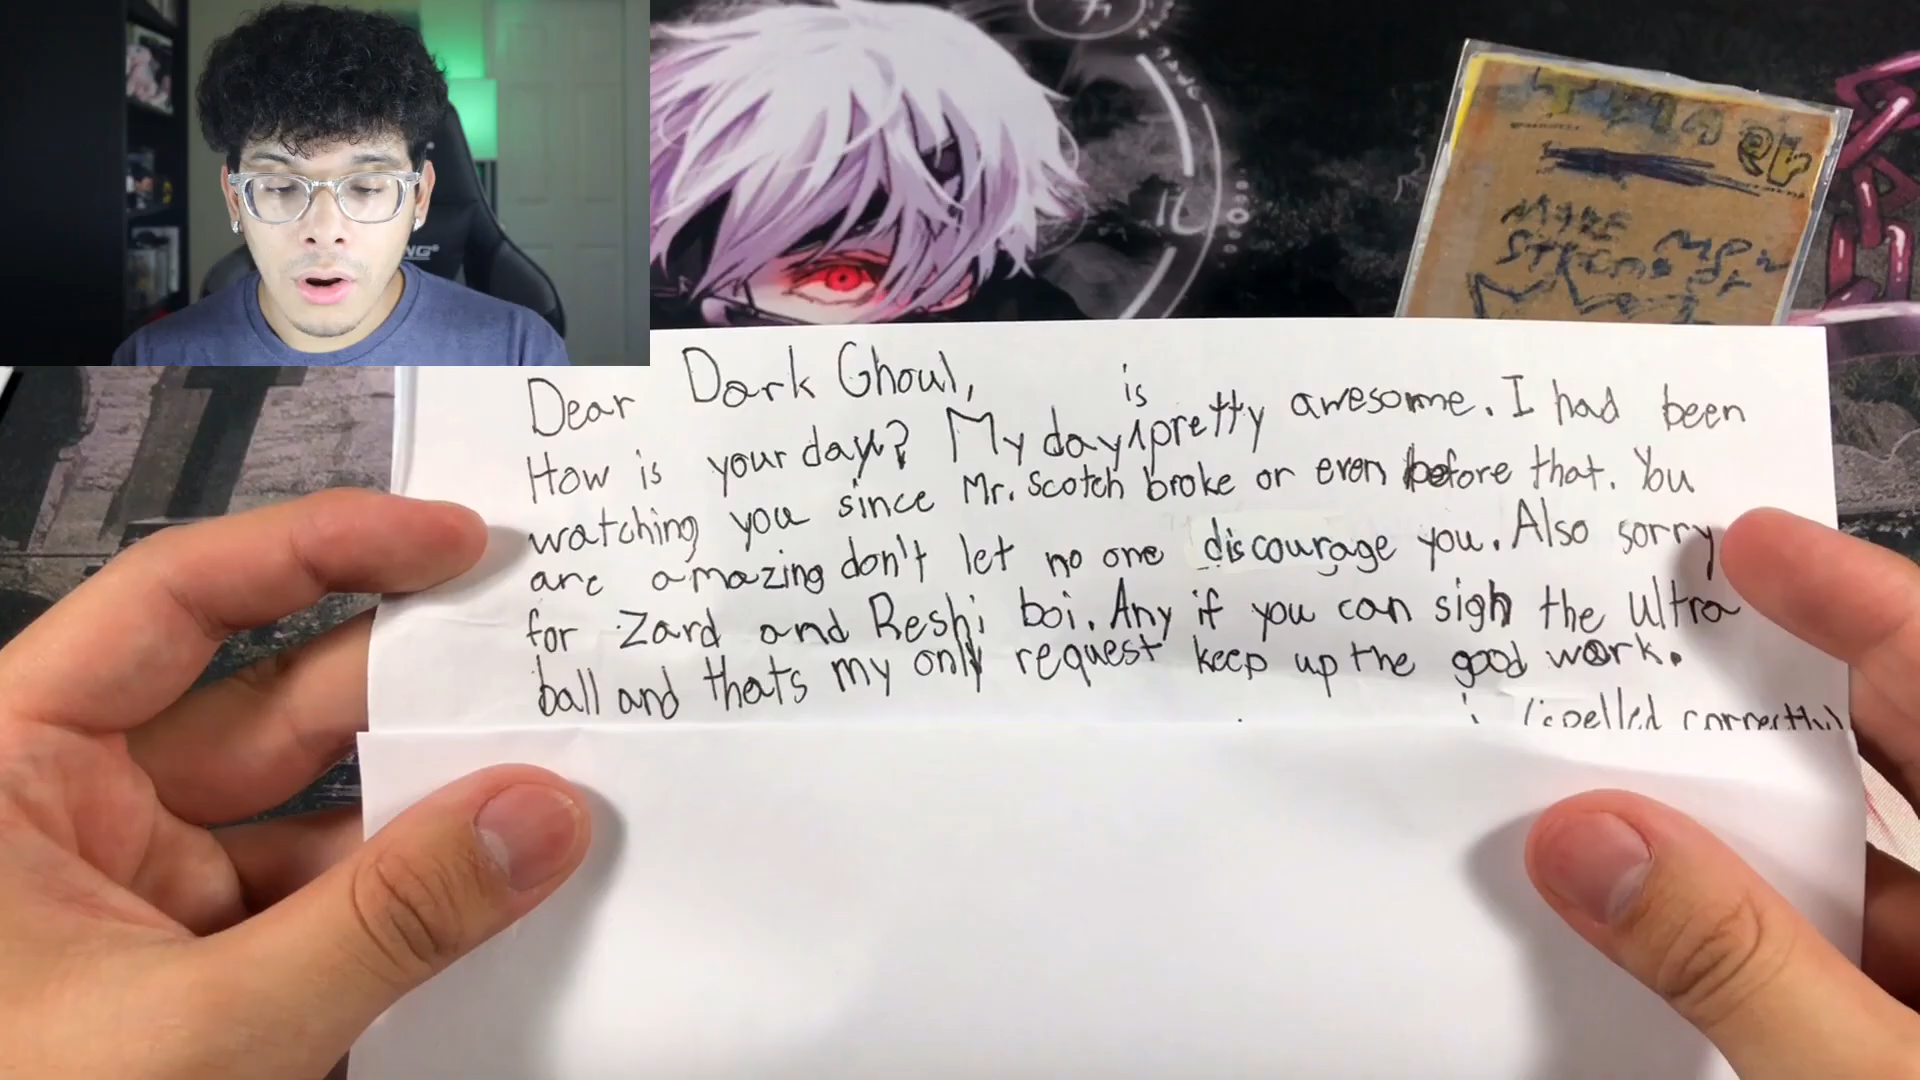 Dear Dark Ghoul,
How is your day? My day is pretty awesome. I had been
watching you since Mr. Scotch broke or even before that. You
are amazing don't let no one discourage you. Also sorry
for Zard and Reshi boi. Any if you can sigh the ultra
ball and thats my only request keep up the good work.
MAKE